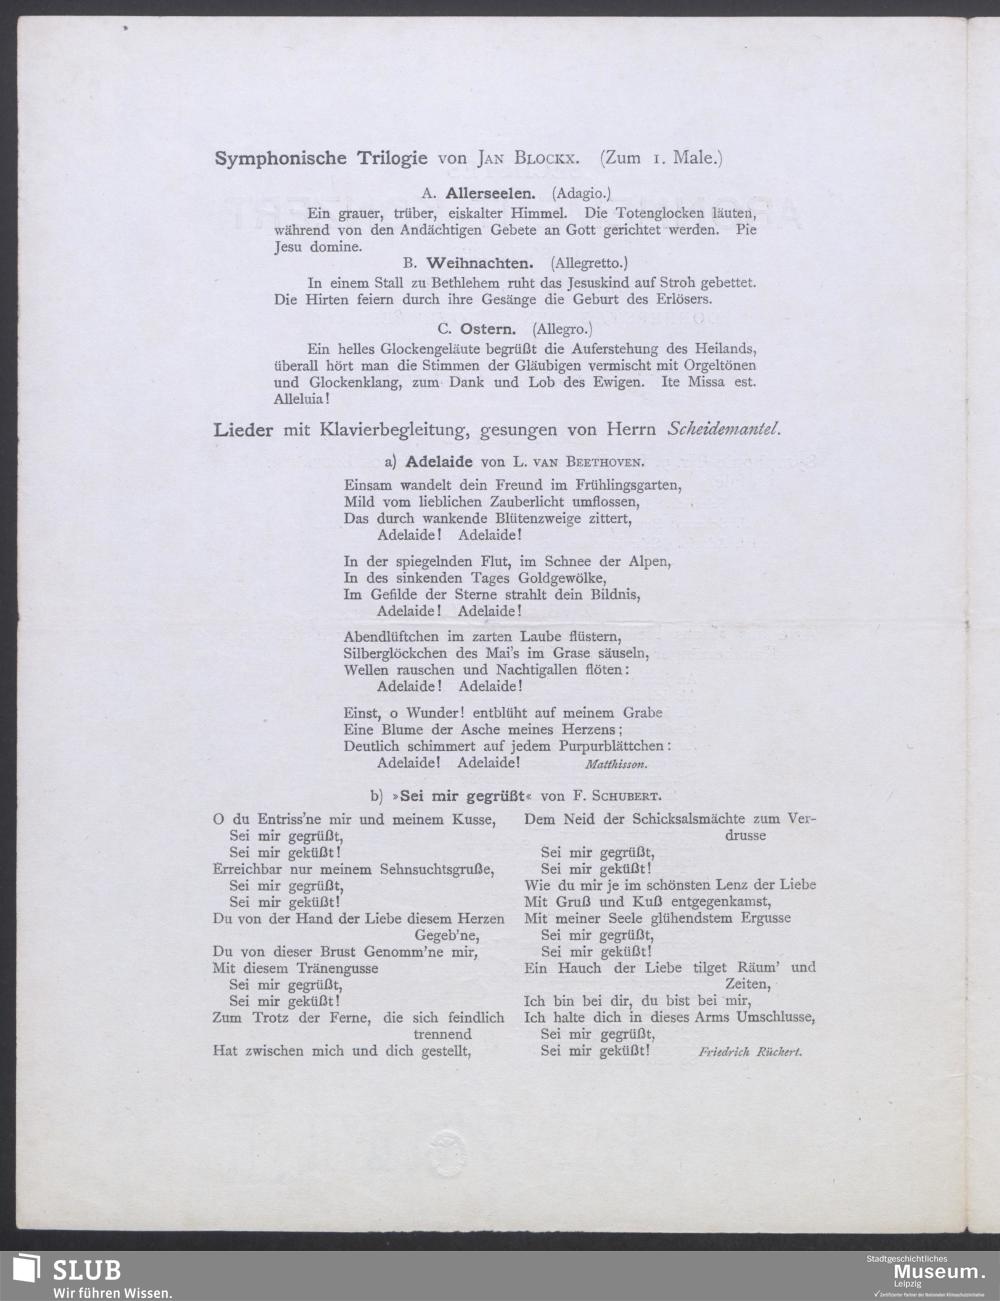 Symphonische Trilogie von Jan Blockx. (Zum 1. Male.)
A. Allerseelen. (Adagio.)
Ein grauer, trüber, eiskalter Himmel. Die Totenglocken läuten,
während von den Andächtigen Gebete an Gott gerichtet werden. Pie
Jesu domine.
B. Weihnachten. (Allegretto.)
In einem Stall zu Bethlehem ruht das Jesuskind auf Stroh gebettet.
Die Hirten feiern durch ihre Gesänge die Geburt des Erlösers.
C. Ostern. (Allegro.)
Ein helles Glockengeläute begrüßt die Auferstehung des Heilands,
überall hört man die Stimmen der Gläubigen vermischt mit Orgeltönen
und Glockenklang, zum Dank und Lob des Ewigen. Ite Missa est.
Alleluia!
Lieder mit Klavierbegleitung, gesungen von Herrn Scheidemantel.
a) Adelaide von L. van Beethoven.
Einsam wandelt dein Freund im Frühlingsgarten,
Mild vom lieblichen Zauberlicht umflossen,
Das durch wankende Blütenzweige zittert,
Adelaide! Adelaide!
In der spiegelnden Flut, im Schnee der Alpen,
In des sinkenden Tages Goldgewölke,
Im Gefilde der Sterne strahlt dein Bildnis,
Adelaide! Adelaide!
Abendlüftchen im zarten Laube flüstern,
Silberglöckchen des Mai's im Grase säuseln,
Wellen rauschen und Nachtigallen flöten:
Adelaide! Adelaide!
Einst, o Wunder! entblüht auf meinem Grabe
Eine Blume der Asche meines Herzens;
Deutlich schimmert auf jedem Purpurblättchen:
Adelaide! Adelaide! Matthisson.
b) »Sei mir gegrüßt« von F. Schubert.
O du Entriss'ne mir und meinem Kusse,
Sei mir gegrüßt,
Sei mir geküßt!
Erreichbar nur meinem Sehnsuchtsgruße,
Sei mir gegrüßt,
Sei mir geküßt!
Du von der Hand der Liebe diesem Herzen
Gegeb'ne,
Du von dieser Brust Genomm'ne mir,
Mit diesem Tränengusse
Sei mir gegrüßt,
Sei mir geküßt!
Zum Trotz der Ferne, die sich feindlich
trennend
Hat zwischen mich und dich gestellt,
Dem Neid der Schicksalsmächte zum Ver-
drusse
Sei mir gegrüßt,
Sei mir geküßt!
Wie du mir je im schönsten Lenz der Liebe
Mit Gruß und Kuß entgegenkamst,
Mit meiner Seele glühendstem Ergusse
Sei mir gegrüßt,
Sei mir geküßt!
Ein Hauch der Liebe tilget Räum' und
Zeiten,
Ich bin bei dir, du bist bei mir,
Ich halte dich in dieses Arms Umschlusse,
Sei mir gegrüßt,
Sei mir geküßt! Friedrich Rückert.
SLUB
Wir führen Wissen.
Stadtgeschichtliches
Museum.
Leipzig